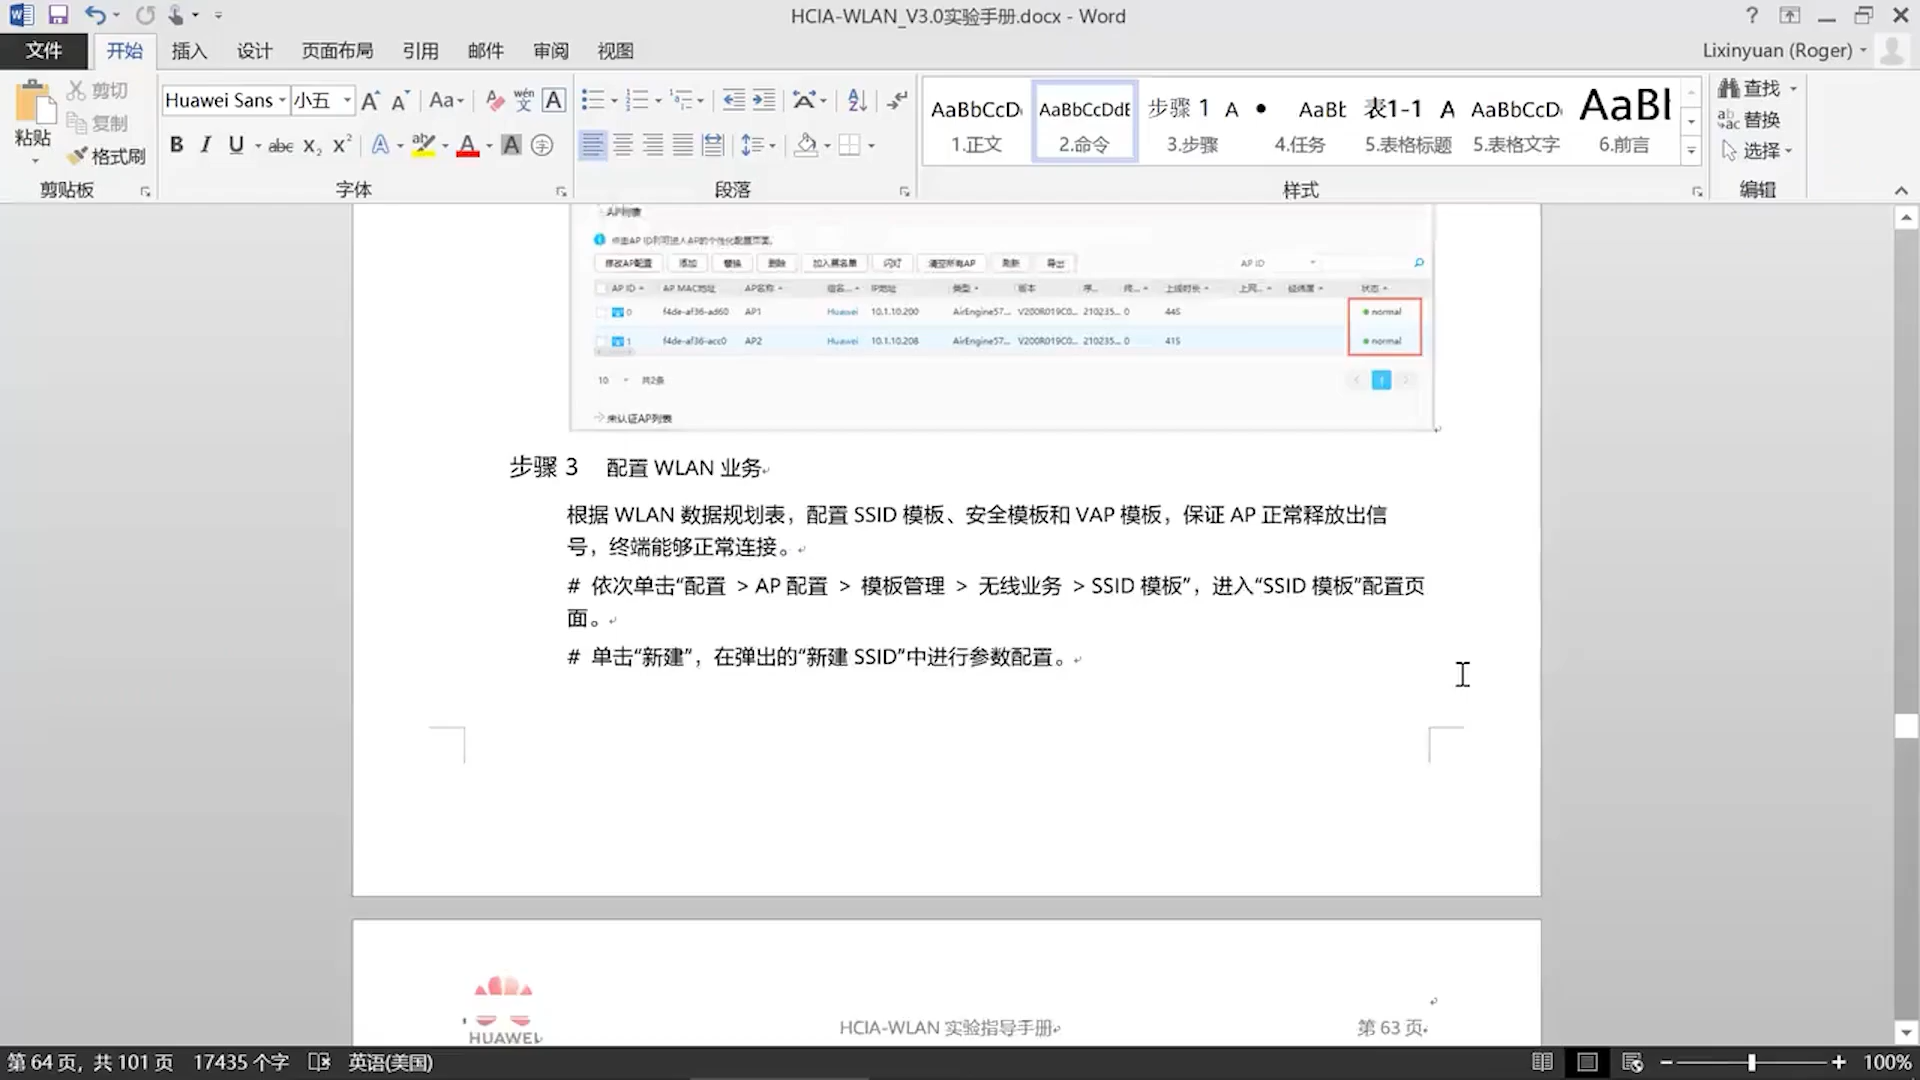 HCIA-WLAN_V3.0实验手册.docx - Word
文件 开始 插入 设计 页面布局 引用 邮件 审阅 视图 Lixinyuan (Roger)
粘贴 剪切 复制 格式刷
Huawei Sans 小五
AaBbCcD 1.正文
AaBbCcDdE 2.命令
步骤 1 A 3.步骤
AaBb 4.任务
表1-1 A 5.表格标题
AaBbCcD 5.表格文字
AaBl 6.前言
查找 替换 选择
剪贴板 字体 段落 样式 编辑
AP列表
点击AP ID则可进入AP的个性化配置页面。
修改AP配置 添加 替换 删除 加入黑名单 闪灯 清空所有AP 刷新 导出 AP ID
AP ID AP MAC地址 AP名称 组名... IP地址 类型 版本 序... 终... 上线时长 上网... 经纬度 状态
0 f4de-af36-ad60 AP1 Huawei 10.1.10.200 AirEngine57... V200R019C0... 210235... 0 44S normal
1 f4de-af36-acc0 AP2 Huawei 10.1.10.208 AirEngine57... V200R019C0... 210235... 0 41S normal
10 共2条 1
未认证AP列表
步骤 3 配置 WLAN 业务
根据 WLAN 数据规划表，配置 SSID 模板、安全模板和 VAP 模板，保证 AP 正常释放出信
号，终端能够正常连接。
# 依次单击“配置 > AP 配置 > 模板管理 > 无线业务 > SSID 模板”，进入“SSID 模板”配置页
面。
# 单击“新建”，在弹出的“新建 SSID”中进行参数配置。
HUAWEI
HCIA-WLAN 实验指导手册 第 63 页
第 64 页，共 101 页 17435 个字 英语(美国) 100%